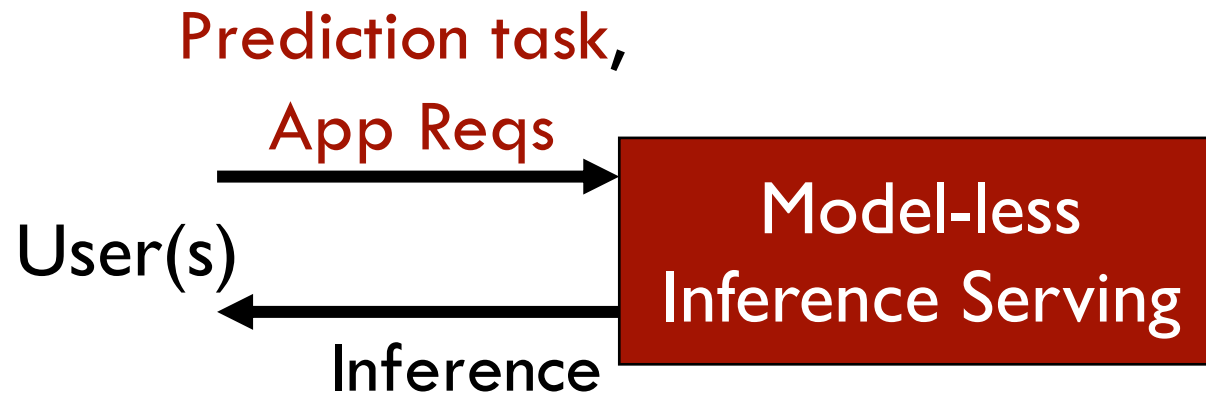 Prediction task,
App Reqs
User(s)
Inference
Model-less
Inference Serving